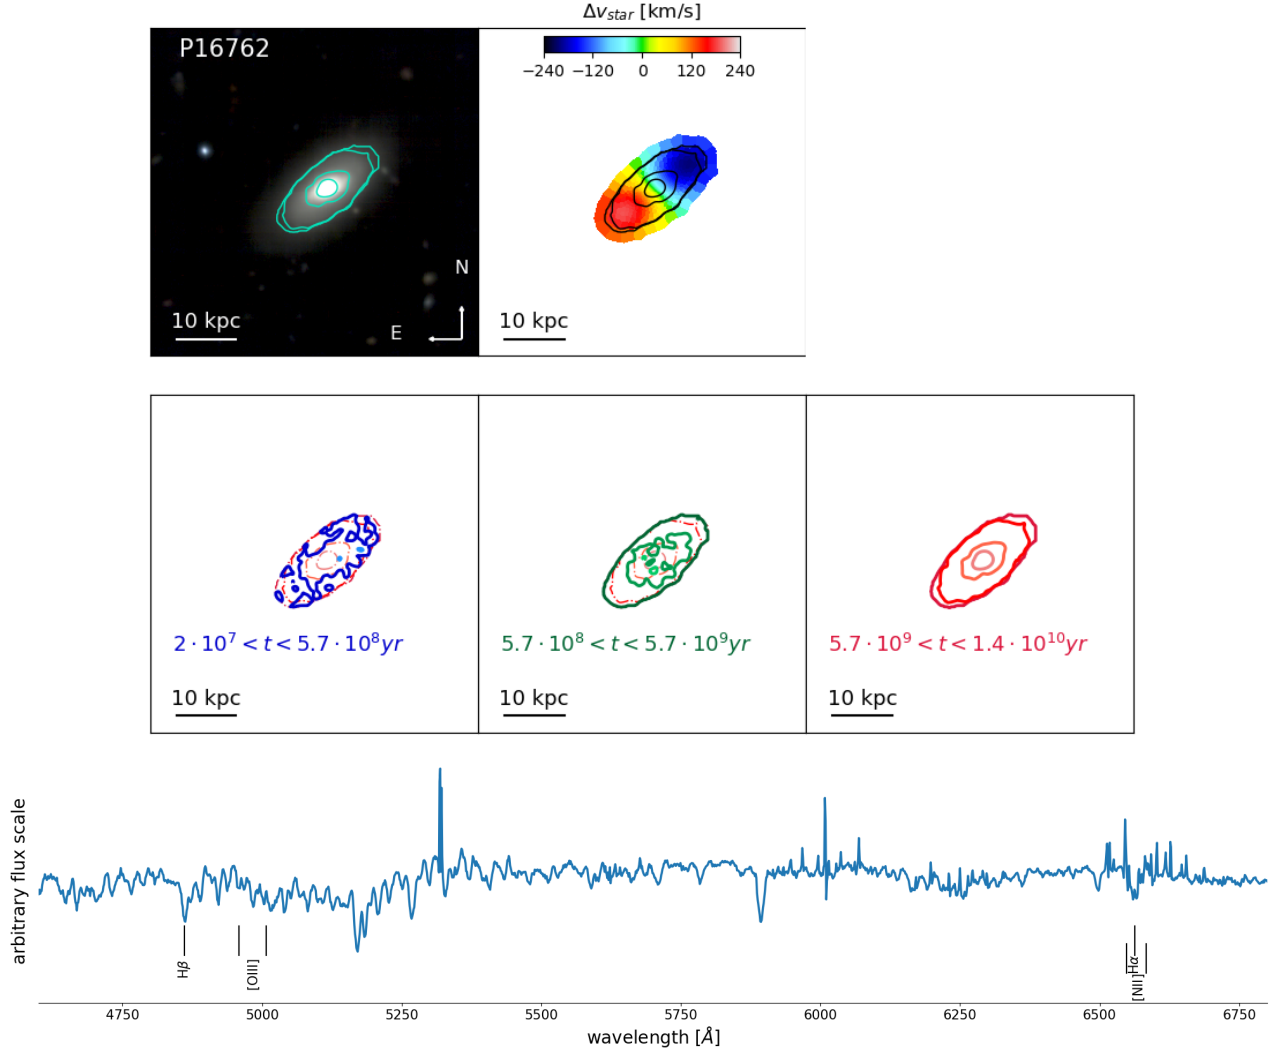 Δv_star [km/s]
P16762
−240 −120 0 120 240
N
E
10 kpc
10 kpc
2 · 10^7 < t < 5.7 · 10^8 yr
5.7 · 10^8 < t < 5.7 · 10^9 yr
5.7 · 10^9 < t < 1.4 · 10^10 yr
10 kpc
10 kpc
10 kpc
arbitrary flux scale
Hβ
[OIII]
[NII]
Hα
4750 5000 5250 5500 5750 6000 6250 6500 6750
wavelength [Å]